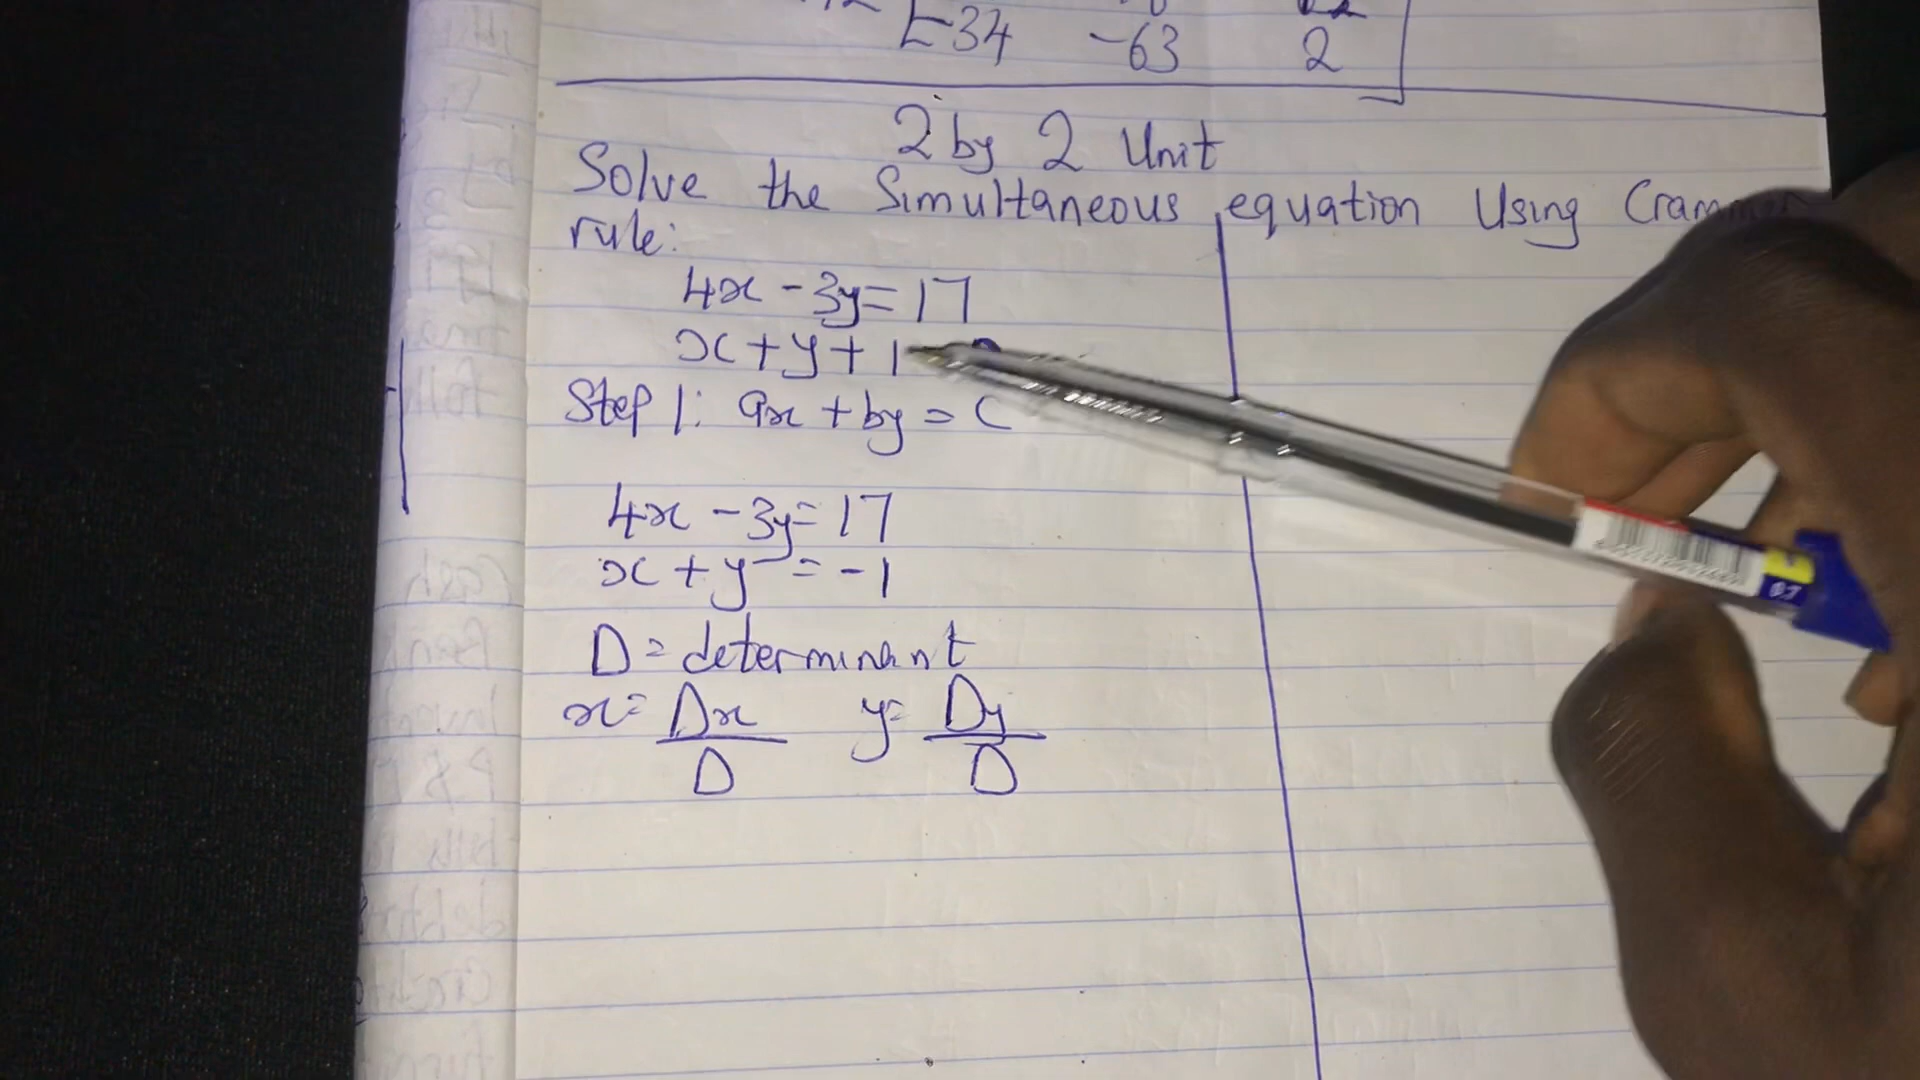 -34 -63 2
2 by 2 Unit
Solve the Simultaneous equation Using
rule:
4x - 3y = 17
x + y + 1
Step 1: ax + by = c
4x - 3y = 17
x + y = -1
D = determinant
x = Dx/D y = Dy/D